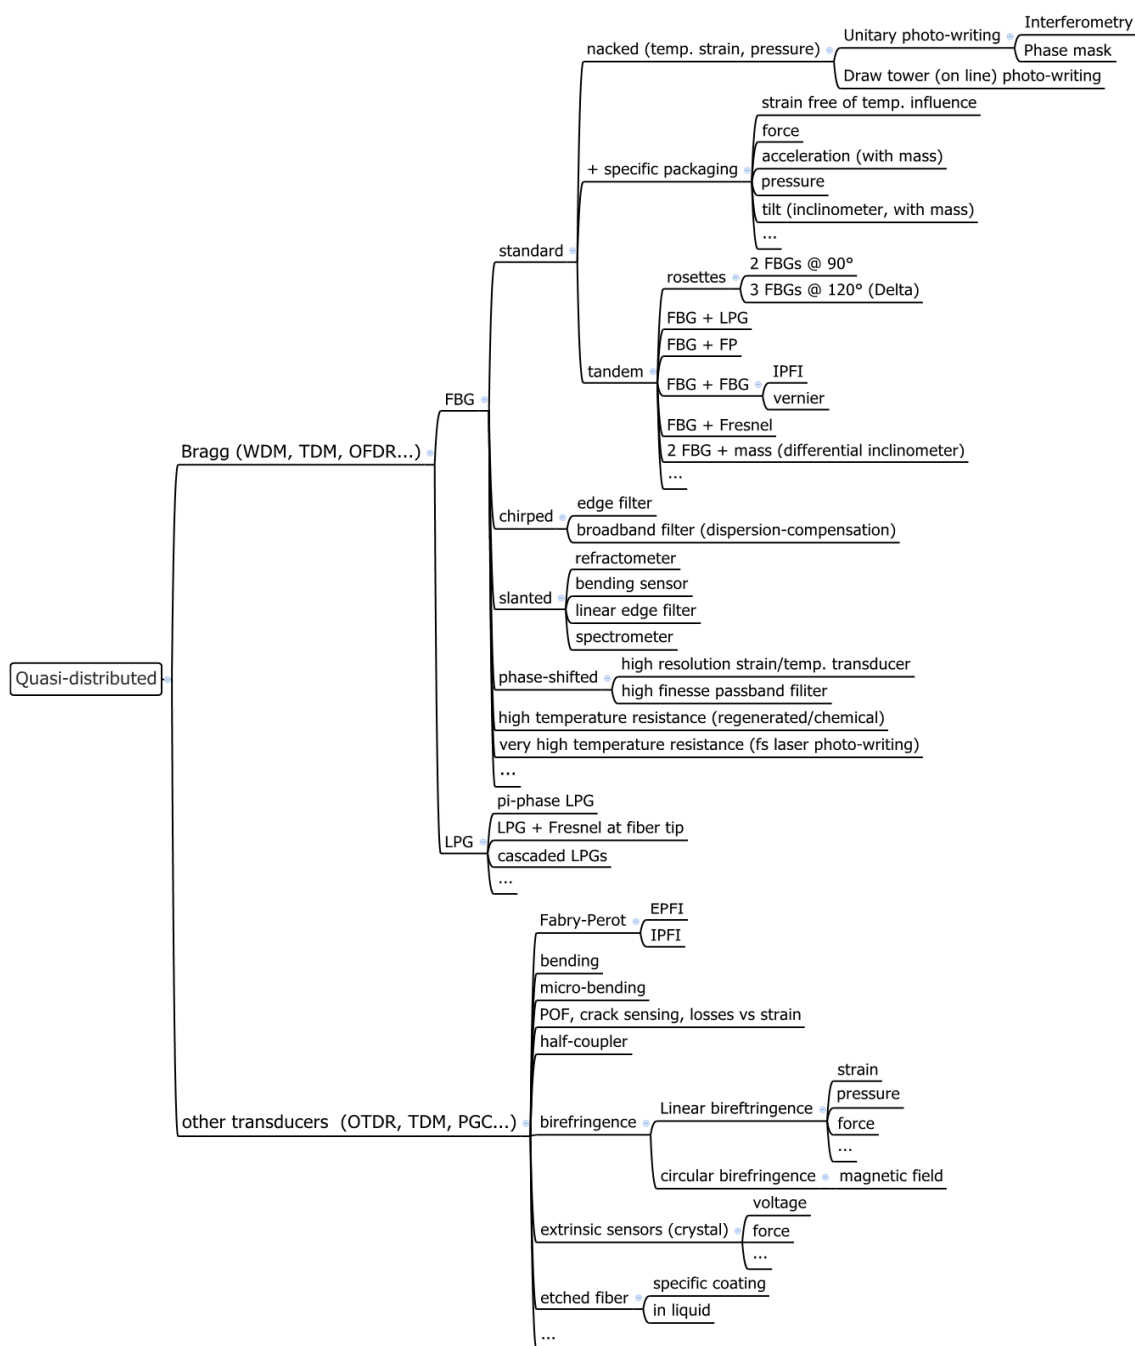 Interferometry
Unitary photo-writing
nacked (temp. strain, pressure)
Phase mask
Draw tower (on line) photo-writing
strain free of temp. influence
force
acceleration (with mass)
+ specific packaging
pressure
tilt (inclinometer, with mass)
...
standard
2 FBGs @ 90°
rosettes
3 FBGs @ 120° (Delta)
FBG + LPG
FBG + FP
tandem
IPFI
FBG + FBG
vernier
FBG
FBG + Fresnel
Bragg (WDM, TDM, OFDR...)
2 FBG + mass (differential inclinometer)
...
edge filter
chirped
broadband filter (dispersion-compensation)
refractometer
bending sensor
slanted
linear edge filter
spectrometer
high resolution strain/temp. transducer
Quasi-distributed
phase-shifted
high finesse passband filiter
high temperature resistance (regenerated/chemical)
very high temperature resistance (fs laser photo-writing)
...
pi-phase LPG
LPG + Fresnel at fiber tip
LPG
cascaded LPGs
...
EPFI
Fabry-Perot
IPFI
bending
micro-bending
POF, crack sensing, losses vs strain
half-coupler
strain
pressure
Linear bireftringence
other transducers (OTDR, TDM, PGC...)
birefringence
force
...
circular birefringence
magnetic field
voltage
extrinsic sensors (crystal)
force
...
specific coating
etched fiber
in liquid
...